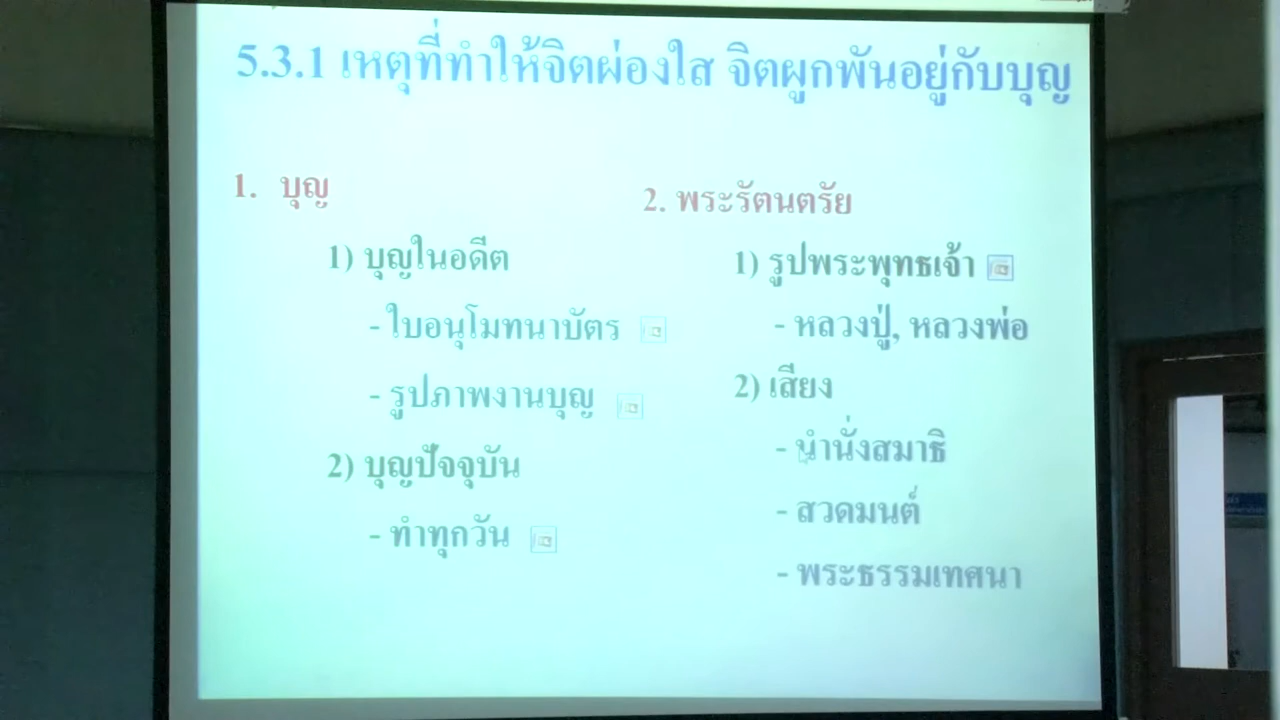 5.3.1 เหตุที่ทำให้จิตผ่องใส จิตผูกพันอยู่กับบุญ
1. บุญ
1) บุญในอดีต
- ใบอนุโมทนาบัตร
- รูปภาพงานบุญ
2) บุญปัจจุบัน
- ทำทุกวัน
2. พระรัตนตรัย
1) รูปพระพุทธเจ้า
- หลวงปู่, หลวงพ่อ
2) เสียง
- นำนั่งสมาธิ
- สวดมนต์
- พระธรรมเทศนา